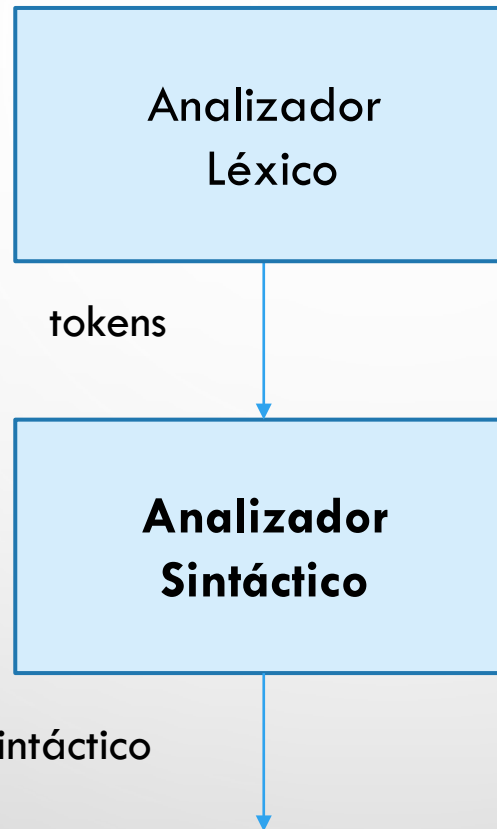 Analizador
Léxico
tokens
Analizador
Sintáctico
intáctico